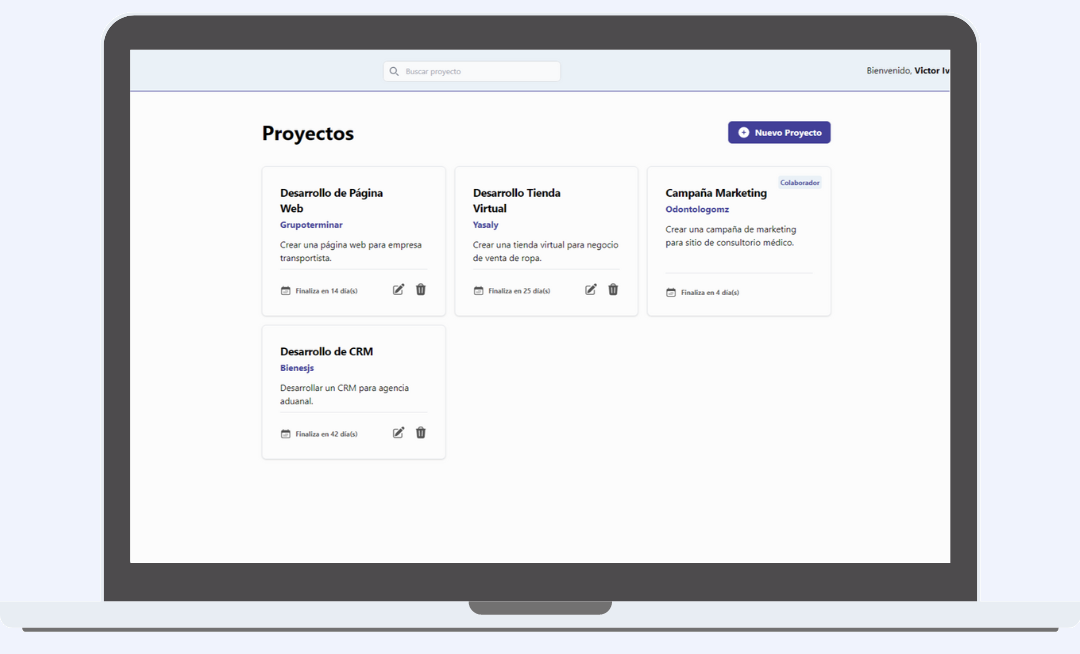 Buscar proyecto
Bienvenido, Victor Iv
Proyectos
Nuevo Proyecto
Desarrollo de Página
Web
Grupoterminar
Crear una página web para empresa
transportista.
Finaliza en 14 día(s)
Desarrollo Tienda
Virtual
Yasaly
Crear una tienda virtual para negocio
de venta de ropa.
Finaliza en 25 día(s)
Colaborador
Campaña Marketing
Odontologomz
Crear una campaña de marketing
para sitio de consultorio médico.
Finaliza en 4 día(s)
Desarrollo de CRM
Bienesjs
Desarrollar un CRM para agencia
aduanal.
Finaliza en 42 día(s)